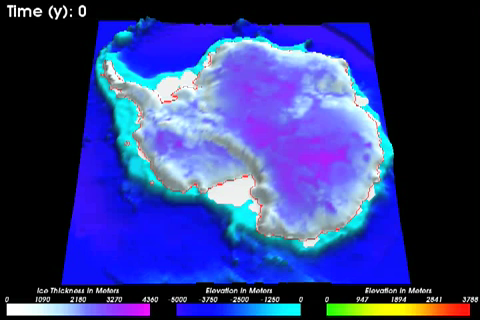 Time (y): 0
Ice Thickness in Meters
0 1090 2180 3270 4360
Elevation in Meters
-5000 -3750 -2500 -1250 0
Elevation in Meters
0 947 1894 2841 3788